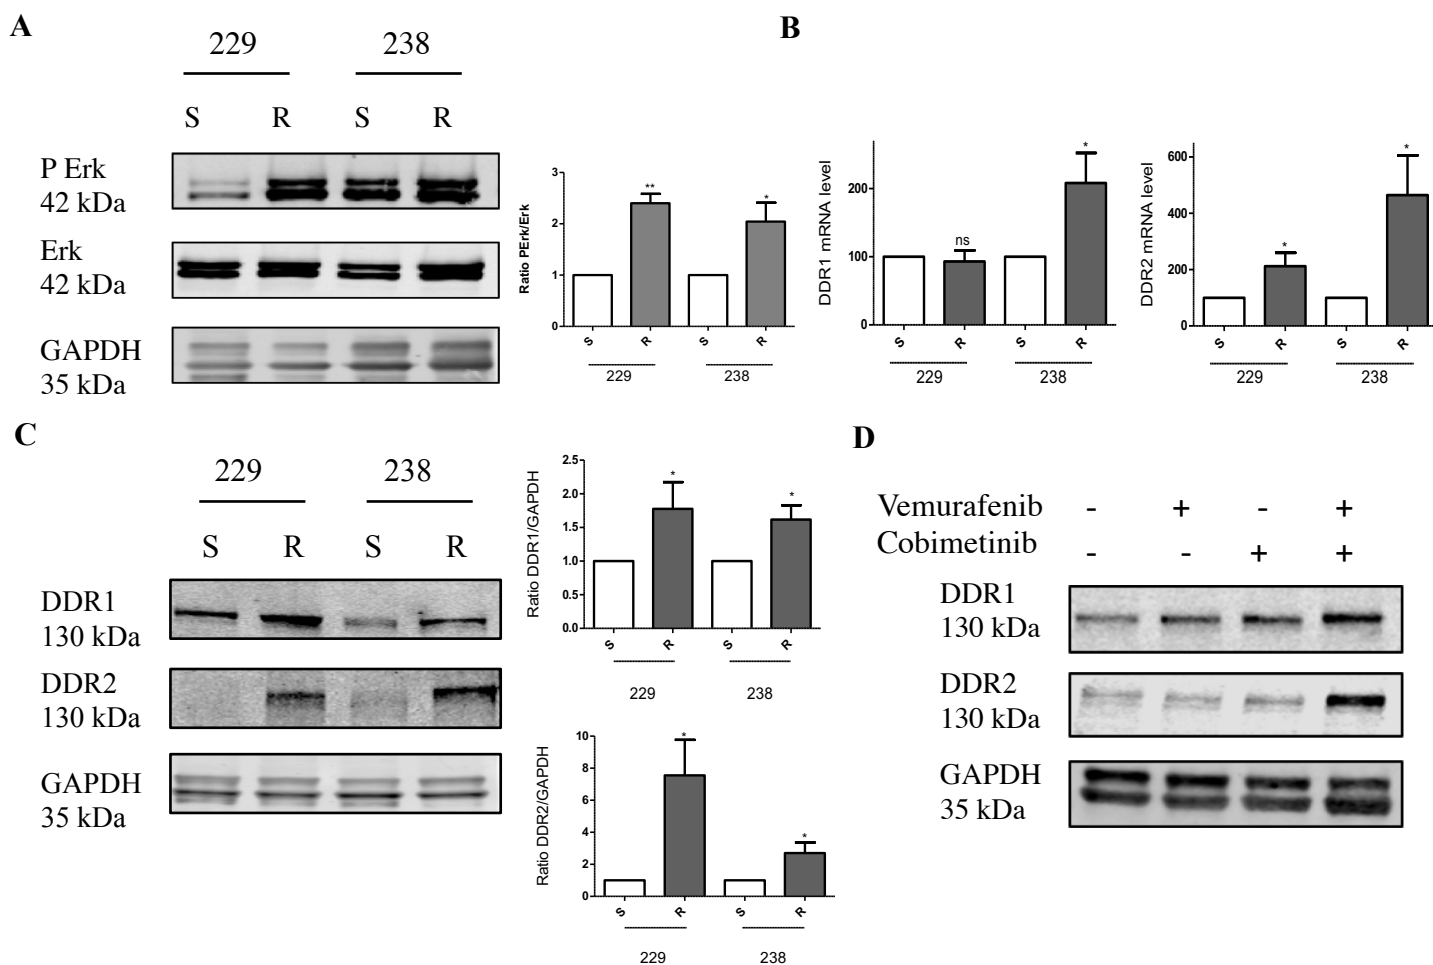 A
229 238
S R S R
P Erk
42 kDa
Erk
42 kDa
GAPDH
35 kDa
Ratio PErk/Erk
3
2
1
0
** *
S R S R
229 238
B
DDR1 mRNA level
200
100
0
ns *
S R S R
229 238
DDR2 mRNA level
600
400
200
0
* *
S R S R
229 238
C
229 238
S R S R
DDR1
130 kDa
DDR2
130 kDa
GAPDH
35 kDa
Ratio DDR1/GAPDH
2.5
2.0
1.5
1.0
0.5
0.0
* *
S R S R
229 238
Ratio DDR2/GAPDH
10
8
6
4
2
0
* *
S R S R
229 238
D
Vemurafenib - + - +
Cobimetinib - - + +
DDR1
130 kDa
DDR2
130 kDa
GAPDH
35 kDa